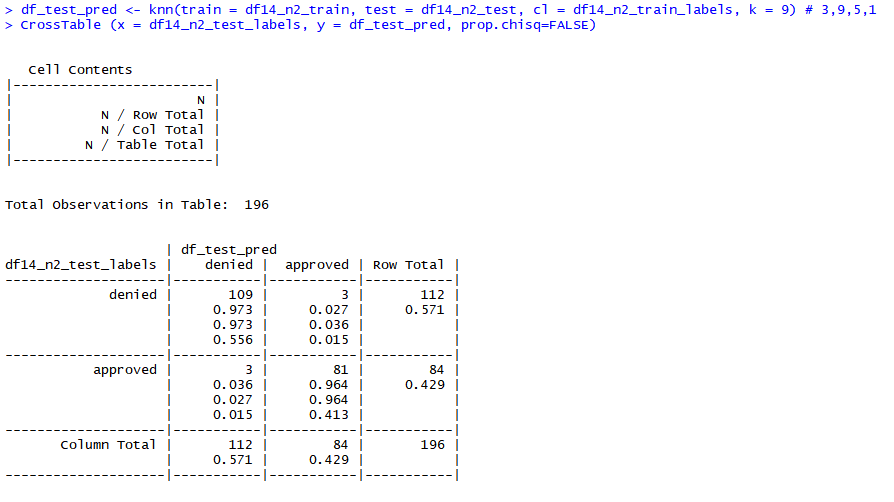 > df_test_pred <- knn(train = df14_n2_train, test = df14_n2_test, cl = df14_n2_train_labels, k = 9) # 3,9,5,1
> CrossTable (x = df14_n2_test_labels, y = df_test_pred, prop.chisq=FALSE)
   Cell Contents
|-------------------------|
|                       N |
|           N / Row Total |
|           N / Col Total |
|         N / Table Total |
|-------------------------|
Total Observations in Table:  196
                    | df_test_pred
df14_n2_test_labels |    denied |  approved | Row Total |
--------------------|-----------|-----------|-----------|
             denied |       109 |         3 |       112 |
                    |     0.973 |     0.027 |     0.571 |
                    |     0.973 |     0.036 |           |
                    |     0.556 |     0.015 |           |
--------------------|-----------|-----------|-----------|
           approved |         3 |        81 |        84 |
                    |     0.036 |     0.964 |     0.429 |
                    |     0.027 |     0.964 |           |
                    |     0.015 |     0.413 |           |
--------------------|-----------|-----------|-----------|
       Column Total |       112 |        84 |       196 |
                    |     0.571 |     0.429 |           |
--------------------|-----------|-----------|-----------|